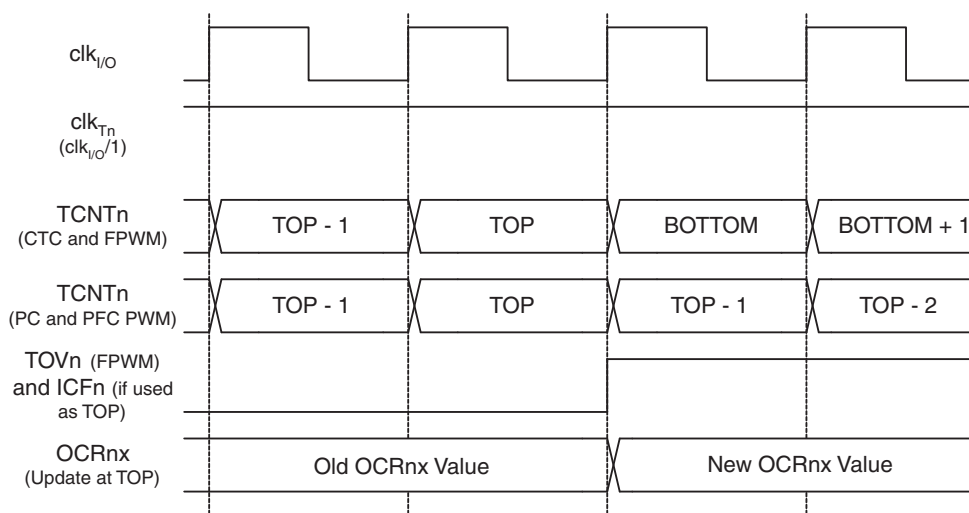 clkI/O
clkTn
(clkI/O/1)
TCNTn
(CTC and FPWM)
TOP - 1
TOP
BOTTOM
BOTTOM + 1
TCNTn
(PC and PFC PWM)
TOP - 1
TOP
TOP - 1
TOP - 2
TOVn (FPWM)
and ICFn (if used
as TOP)
OCRnx
(Update at TOP)
Old OCRnx Value
New OCRnx Value